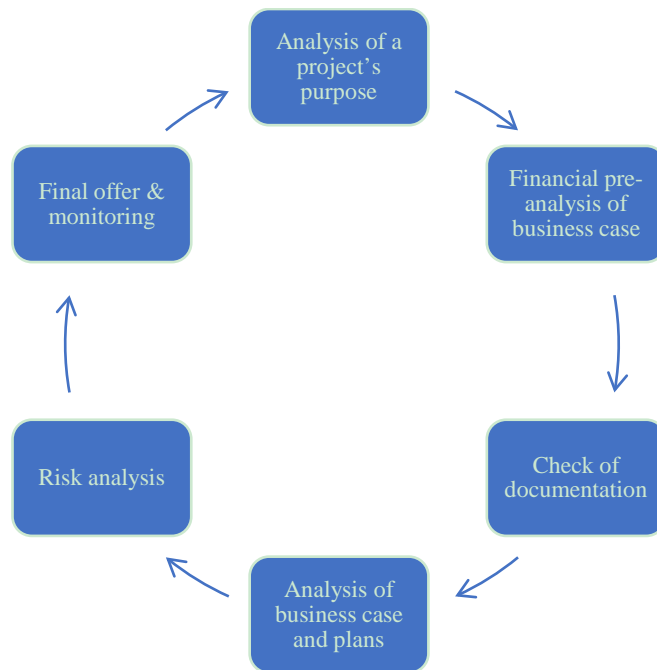 Analysis of a
project’s
purpose
Financial pre-
analysis of
business case
Check of
documentation
Analysis of
business case
and plans
Risk analysis
Final offer &
monitoring